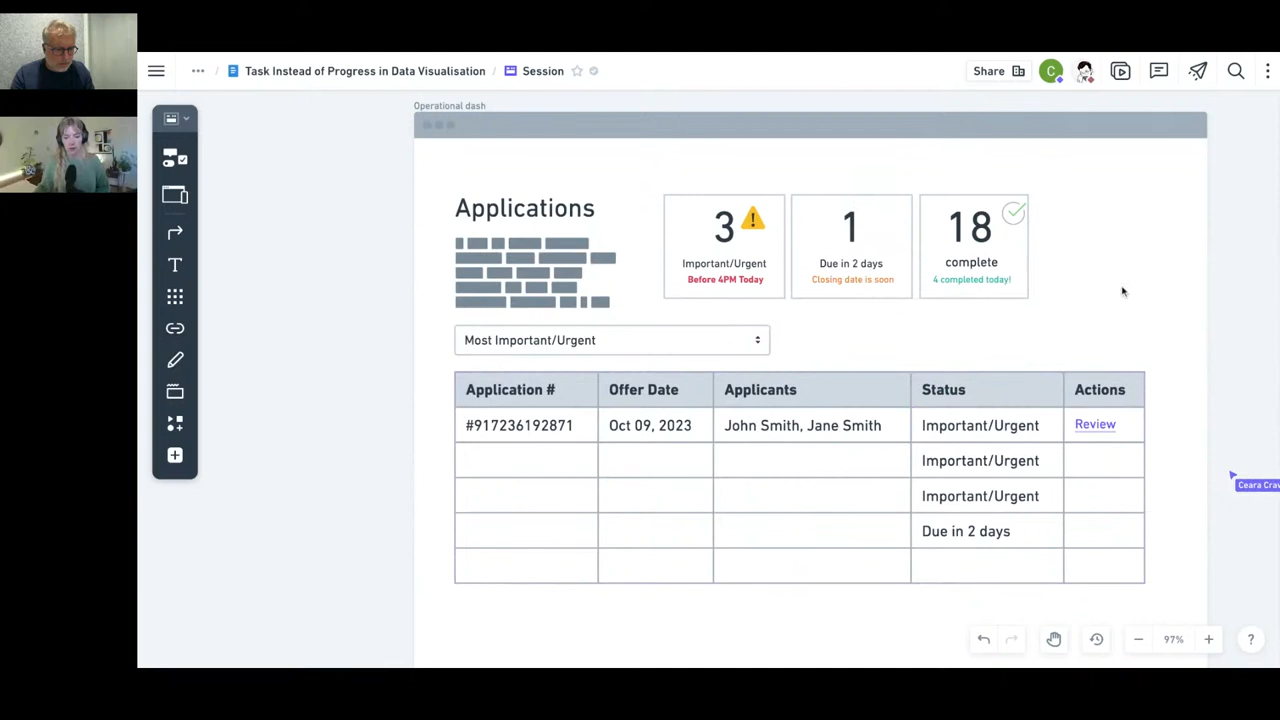 Task Instead of Progress in Data Visualisation / Session
Share
C
Operational dash
Applications
3
Important/Urgent
Before 4PM Today
1
Due in 2 days
Closing date is soon
18
complete
4 completed today!
Most Important/Urgent
Application # Offer Date Applicants Status Actions
#917236192871 Oct 09, 2023 John Smith, Jane Smith Important/Urgent Review
Important/Urgent
Important/Urgent
Due in 2 days
Ceara
97%
?